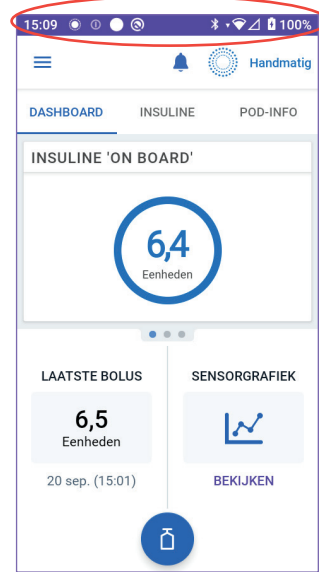 15:09 100%
Handmatig
DASHBOARD INSULINE POD-INFO
INSULINE 'ON BOARD'
6,4
Eenheden
LAATSTE BOLUS SENSORGRAFIEK
6,5
Eenheden
20 sep. (15:01) BEKIJKEN